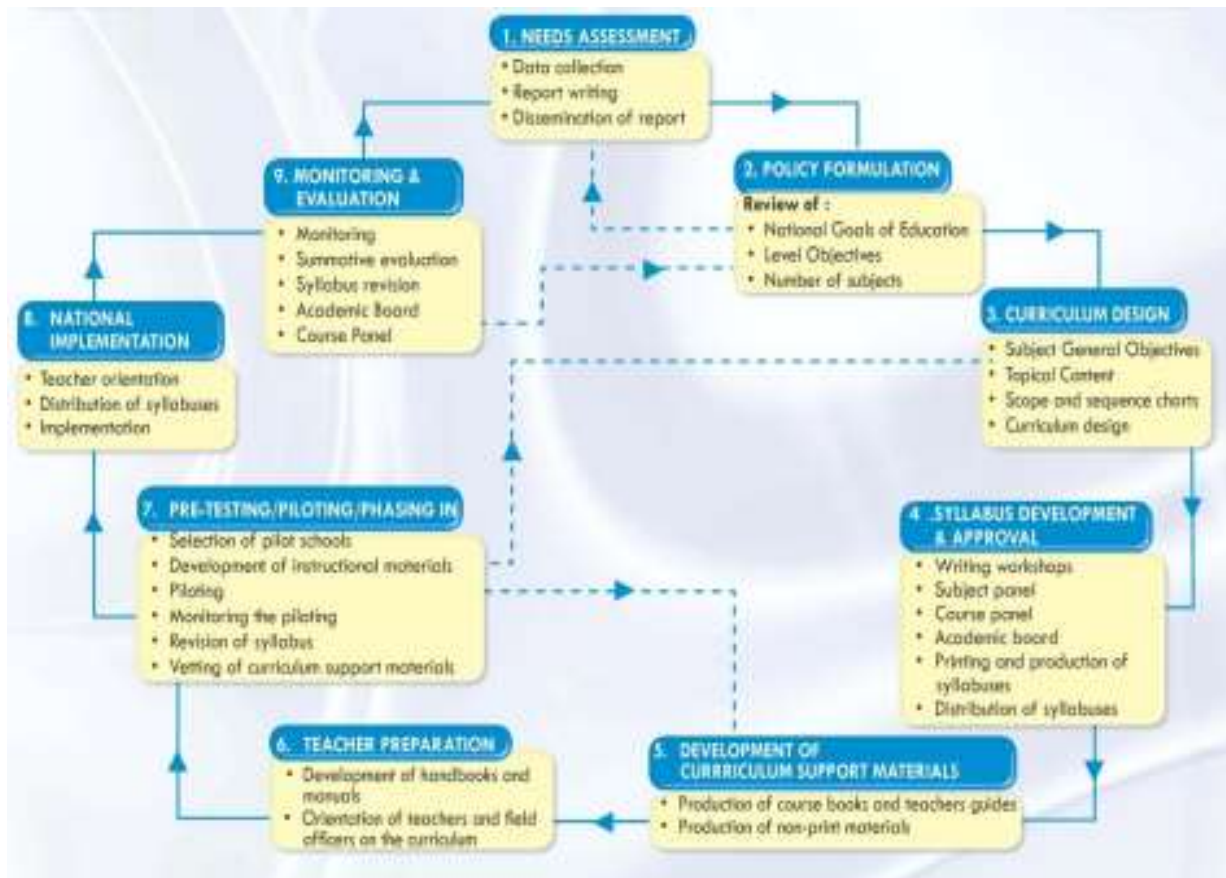 1. NEEDS ASSESSMENT
• Data collection
• Report writing
• Dissemination of report
2. POLICY FORMULATION
Review of :
• National Goals of Education
• Level Objectives
• Number of subjects
3. CURRICULUM DESIGN
• Subject General Objectives
• Topical Content
• Scope and sequence charts
• Curriculum design
4 .SYLLABUS DEVELOPMENT
& APPROVAL
• Writing workshops
• Subject panel
• Course panel
• Academic board
• Printing and production of
syllabuses
• Distribution of syllabuses
5. DEVELOPMENT OF
CURRRICULUM SUPPORT MATERIALS
• Production of course books and teachers guides
• Production of non-print materials
6. TEACHER PREPARATION
• Development of handbooks and
manuals
• Orientation of teachers and field
officers on the curriculum
7. PRE-TESTING/PILOTING/PHASING IN
• Selection of pilot schools
• Development of instructional materials
• Piloting
• Monitoring the piloting
• Revision of syllabus
• Vetting of curriculum support materials
8. NATIONAL
IMPLEMENTATION
• Teacher orientation
• Distribution of syllabuses
• Implementation
9. MONITORING &
EVALUATION
• Monitoring
• Summative evaluation
• Syllabus revision
• Academic Board
• Course Panel